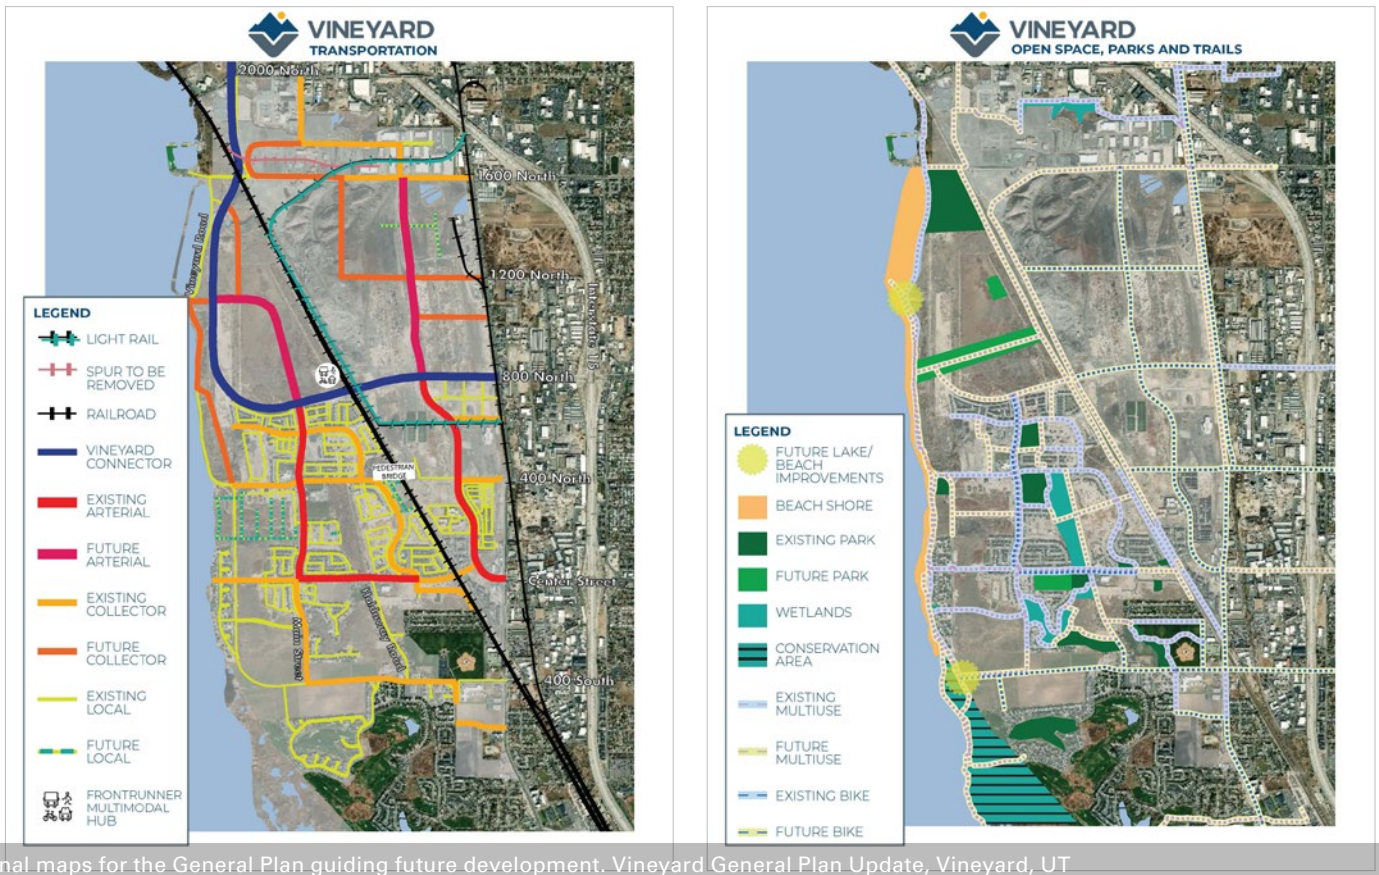 VINEYARD
TRANSPORTATION
2000 North
1600 North
Vineyard Road
1200 North
Interstate 15
800 North
PEDESTRIAN
BRIDGE
400 North
Center Street
Main Street
Holdaway Road
400 South
LEGEND
LIGHT RAIL
SPUR TO BE
REMOVED
RAILROAD
VINEYARD
CONNECTOR
EXISTING
ARTERIAL
FUTURE
ARTERIAL
EXISTING
COLLECTOR
FUTURE
COLLECTOR
EXISTING
LOCAL
FUTURE
LOCAL
FRONTRUNNER
MULTIMODAL
HUB
VINEYARD
OPEN SPACE, PARKS AND TRAILS
LEGEND
FUTURE LAKE/
BEACH
IMPROVEMENTS
BEACH SHORE
EXISTING PARK
FUTURE PARK
WETLANDS
CONSERVATION
AREA
EXISTING
MULTIUSE
FUTURE
MULTIUSE
EXISTING BIKE
FUTURE BIKE
nal maps for the General Plan guiding future development. Vineyard General Plan Update, Vineyard, UT